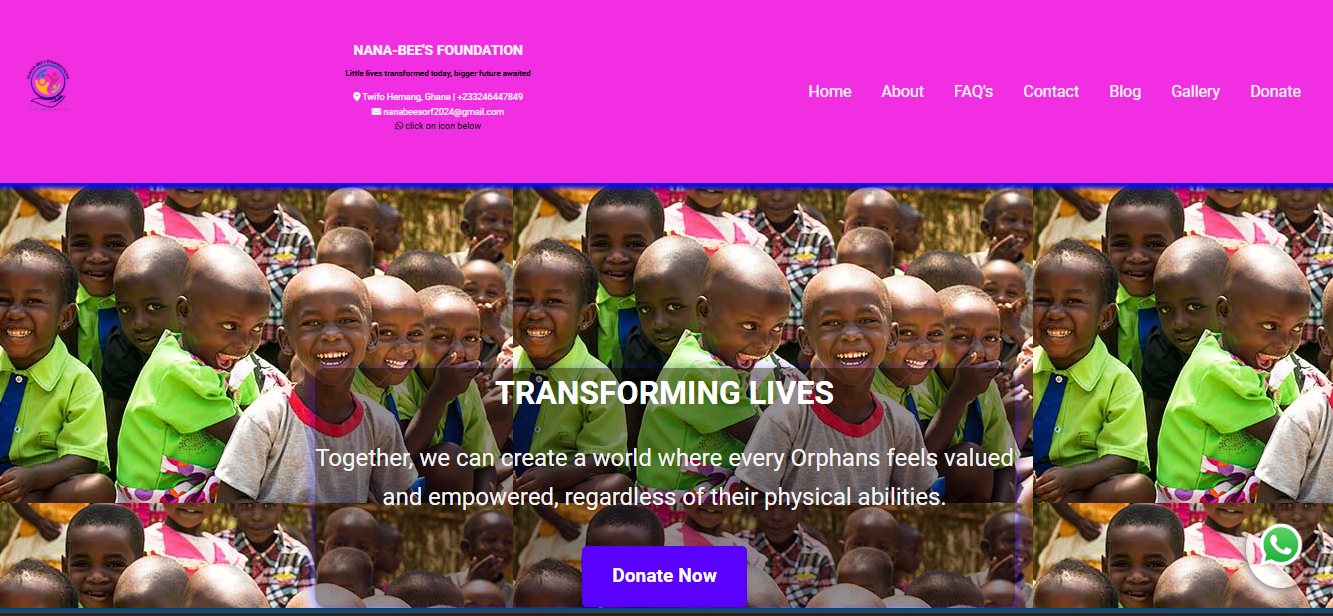 NANA-BEE'S FOUNDATION
Little lives transformed today, bigger future awaited
Twifo Hemang, Ghana | +233246447849
nanabeesorf2024@gmail.com
click on icon below
Home About FAQ's Contact Blog Gallery Donate
TRANSFORMING LIVES
Together, we can create a world where every Orphans feels valued
and empowered, regardless of their physical abilities.
Donate Now